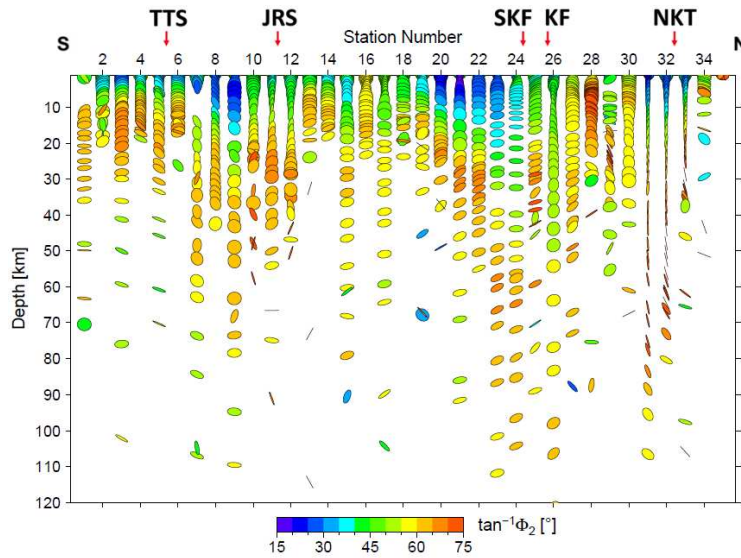 TTS JRS SKF KF NKT
S Station Number N
2 4 6 8 10 12 14 16 18 20 22 24 26 28 30 32 34
10
20
30
40
50
60
70
80
90
100
110
120
Depth [km]
tan⁻¹Φ₂ [°]
15 30 45 60 75